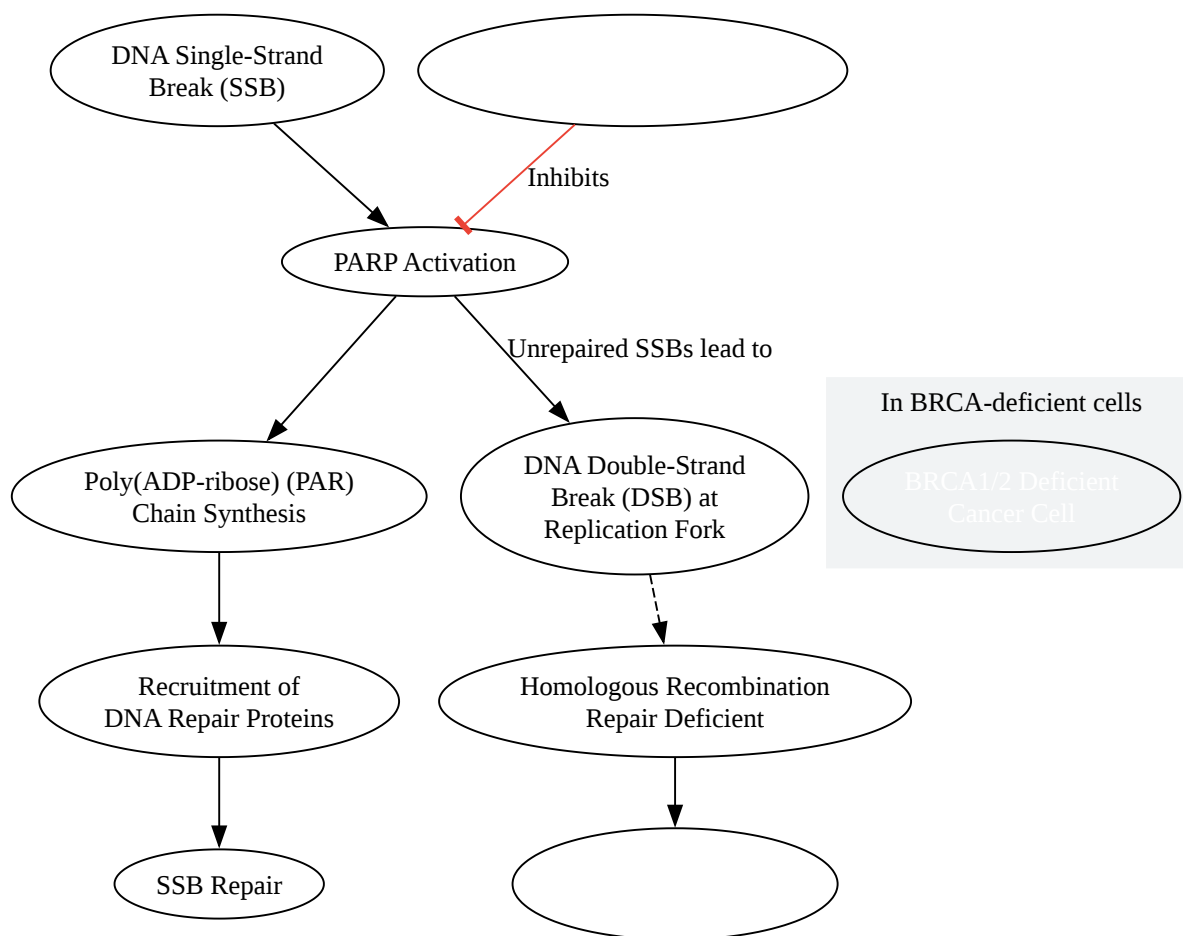 DNA Single-Strand
Break (SSB)
Inhibits
PARP Activation
Unrepaired SSBs lead to
In BRCA-deficient cells
Poly(ADP-ribose) (PAR)
Chain Synthesis
DNA Double-Strand
Break (DSB) at
Replication Fork
BRCA1/2 Deficient
Cancer Cell
Recruitment of
DNA Repair Proteins
Homologous Recombination
Repair Deficient
SSB Repair